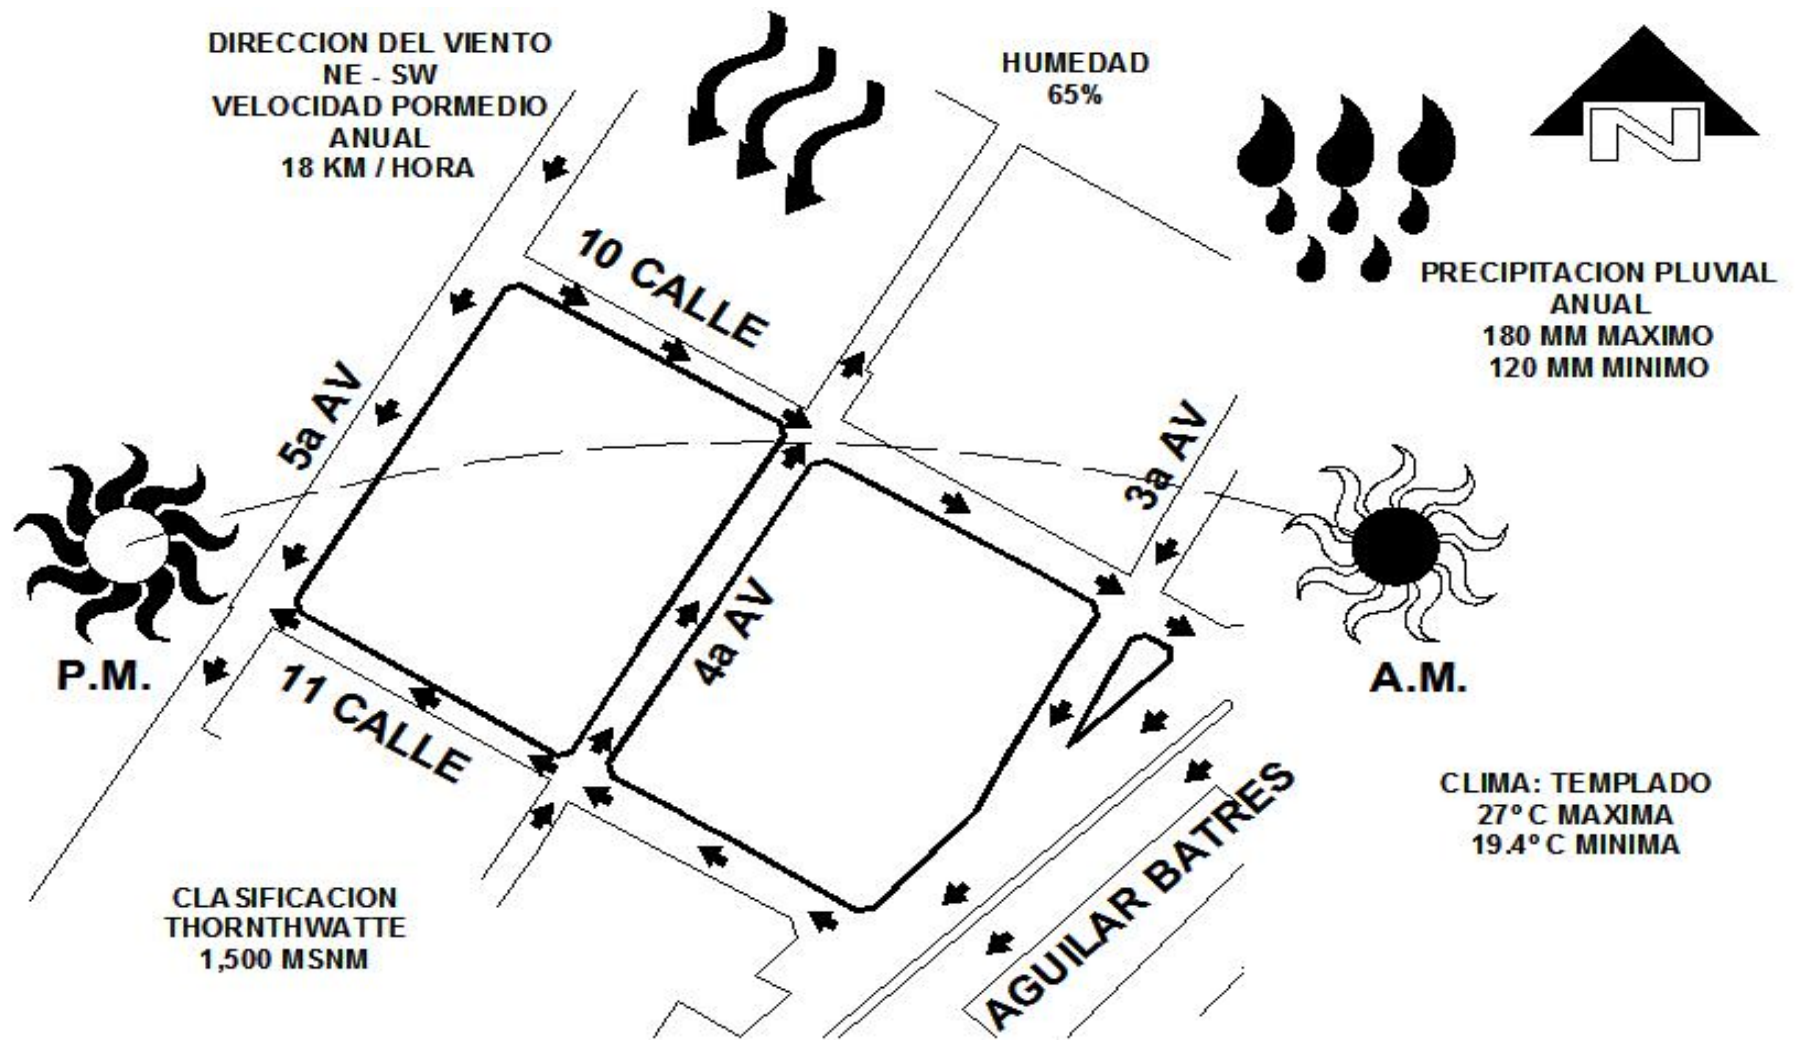 DIRECCION DEL VIENTO
NE - SW
VELOCIDAD PORMEDIO
ANUAL
18 KM / HORA
HUMEDAD
65%
N
PRECIPITACION PLUVIAL
ANUAL
180 MM MAXIMO
120 MM MINIMO
10 CALLE
5a AV
3a AV
4a AV
P.M.
A.M.
11 CALLE
AGUILAR BATRES
CLIMA: TEMPLADO
27º C MAXIMA
19.4º C MINIMA
CLASIFICACION
THORNTHWATTE
1,500 MSNM